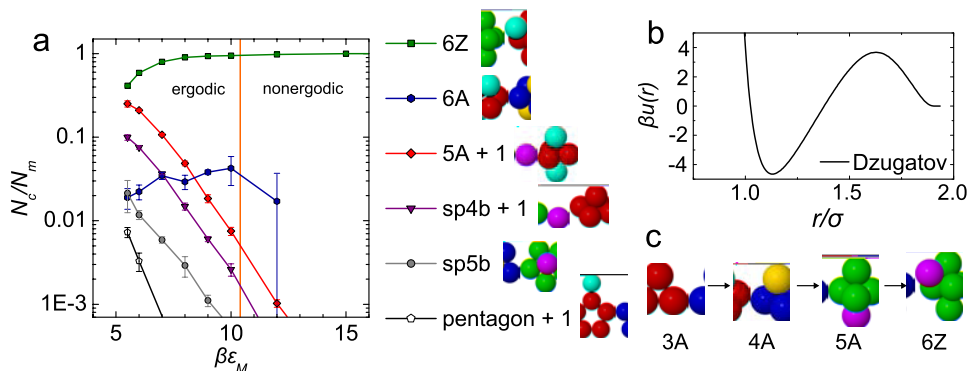 a
N_c/N_m
1
0.1
0.01
1E-3
ergodic
nonergodic
5
10
15
βε_M
6Z
6A
5A + 1
sp4b + 1
sp5b
pentagon + 1
b
βu(r)
4
2
0
-2
-4
Dzugatov
1.0
1.5
2.0
r/σ
c
3A
4A
5A
6Z